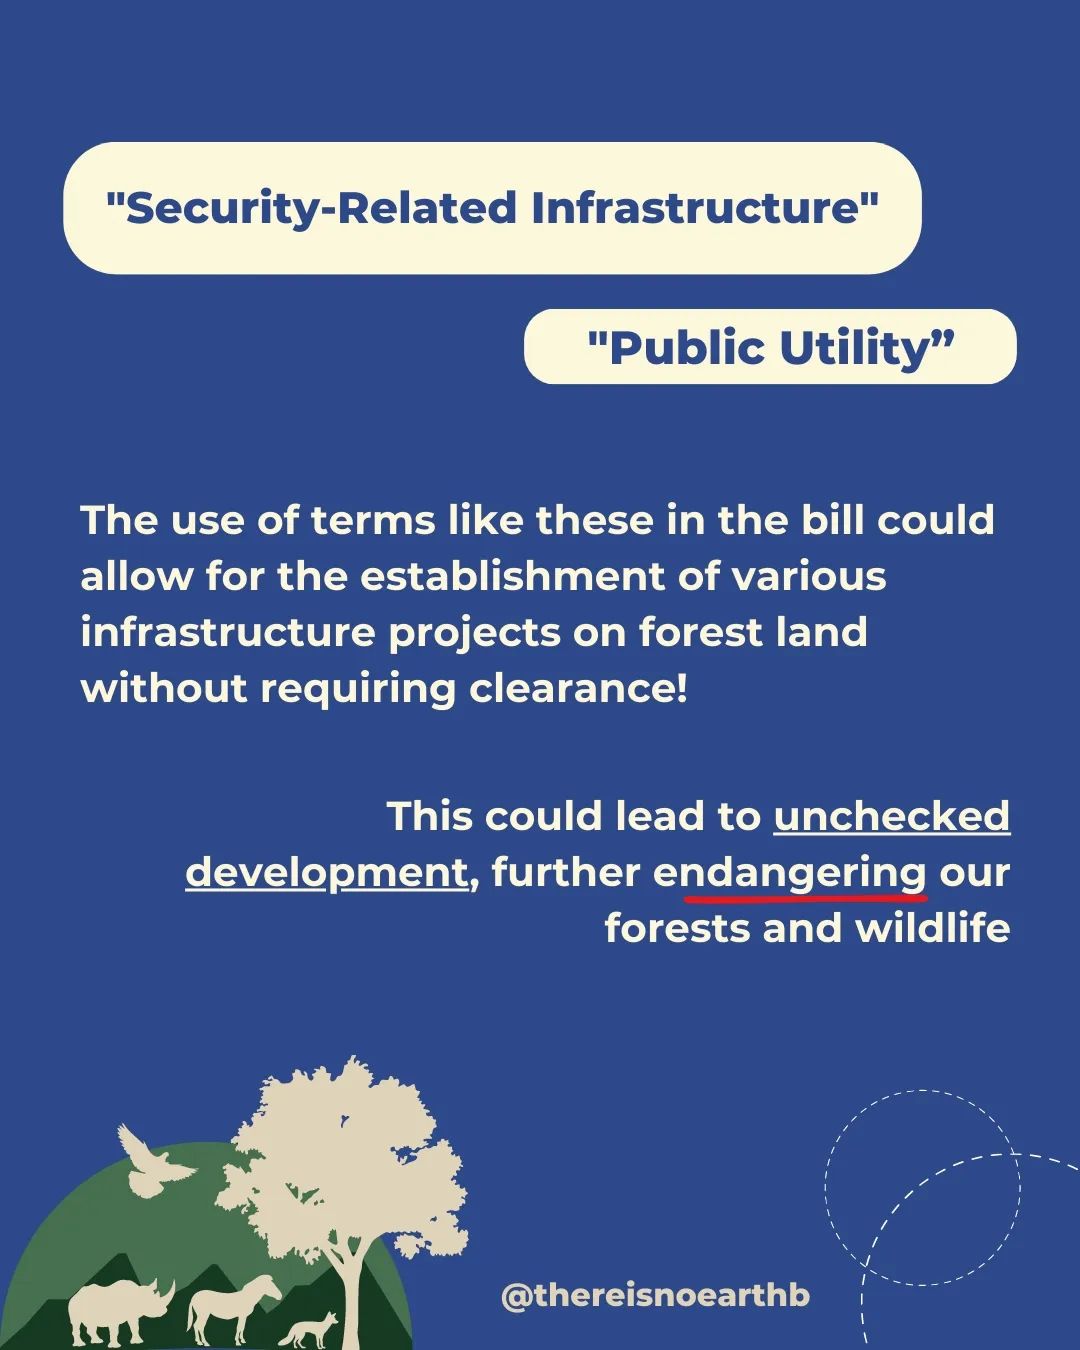 "Security-Related Infrastructure"
"Public Utility”
The use of terms like these in the bill could
allow for the establishment of various
infrastructure projects on forest land
without requiring clearance!
This could lead to unchecked
development, further endangering our
forests and wildlife
@thereisnoearthb